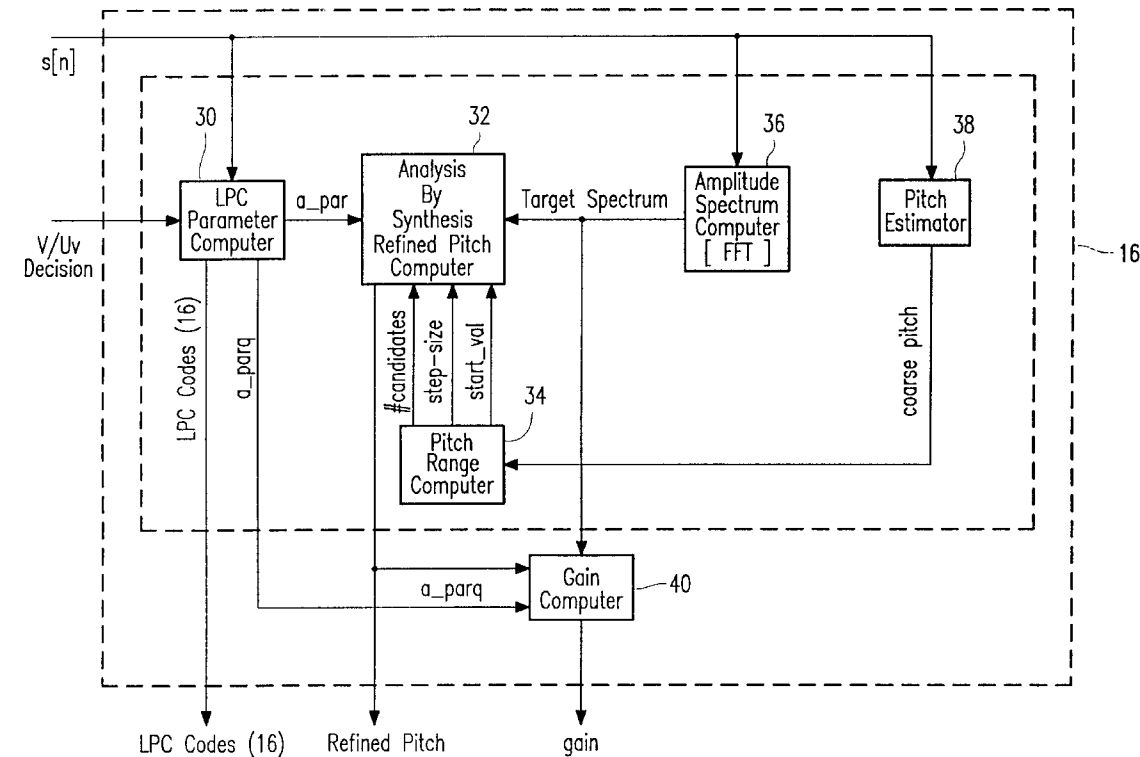 s[n]
30
32
36
38
LPC
Parameter
Computer
a_par
Analysis
By
Synthesis
Refined Pitch
Computer
Target Spectrum
Amplitude
Spectrum
Computer
[ FFT ]
Pitch
Estimator
V/Uv
Decision
16
LPC Codes (16)
a_parq
#candidates
step-size
start_val
coarse pitch
34
Pitch
Range
Computer
a_parq
Gain
Computer
40
LPC Codes (16)
Refined Pitch
gain